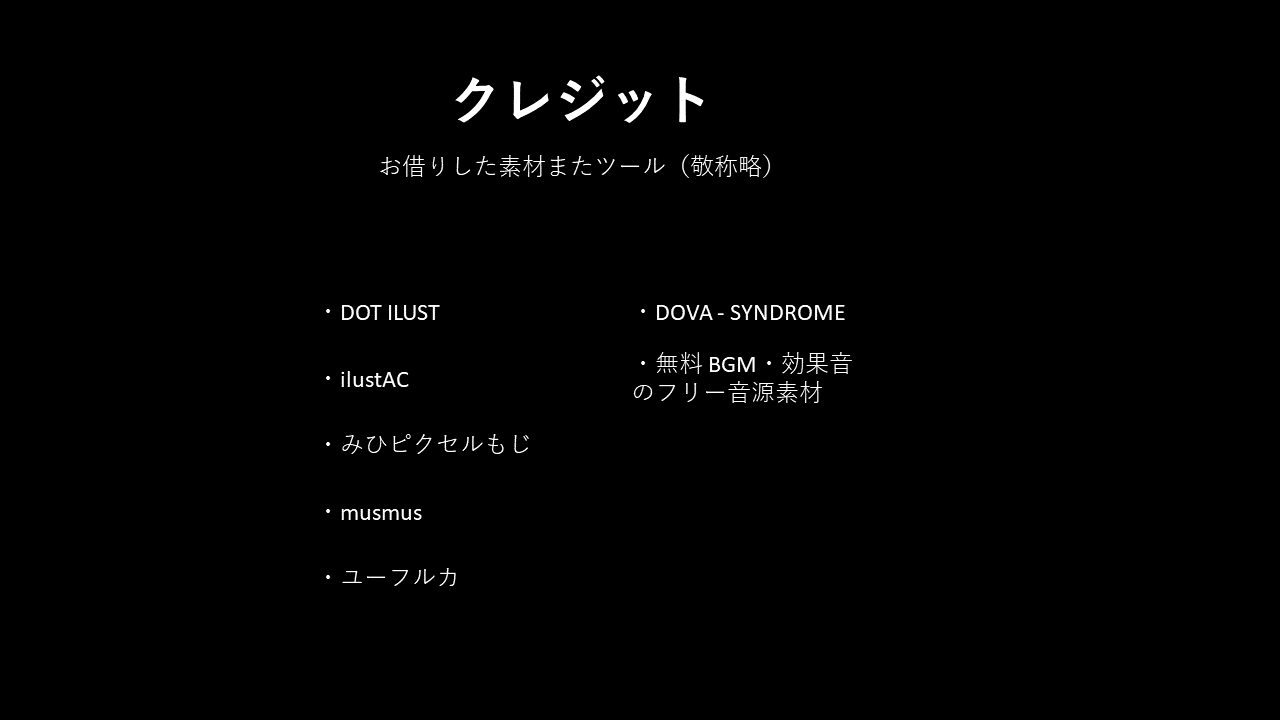 クレジット
お借りした素材またツール（敬称略）
・DOT ILUST
・ilustAC
・みひピクセルもじ
・musmus
・ユーフルカ
・DOVA - SYNDROME
・無料 BGM・効果音
のフリー音源素材